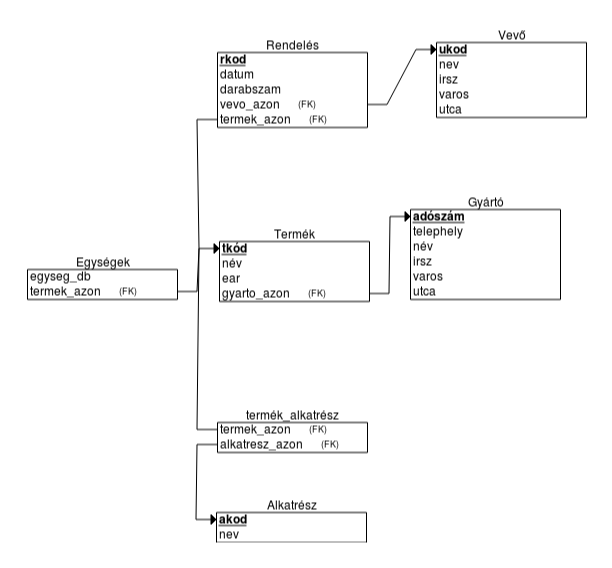 Rendelés
rkod
datum
darabszam
vevo_azon (FK)
termek_azon (FK)
Vevő
ukod
nev
irsz
varos
utca
Gyártó
adószám
telephely
név
irsz
varos
utca
Termék
tkód
név
ear
gyarto_azon (FK)
Egységek
egyseg_db
termek_azon (FK)
termék_alkatrész
termek_azon (FK)
alkatresz_azon (FK)
Alkatrész
akod
nev